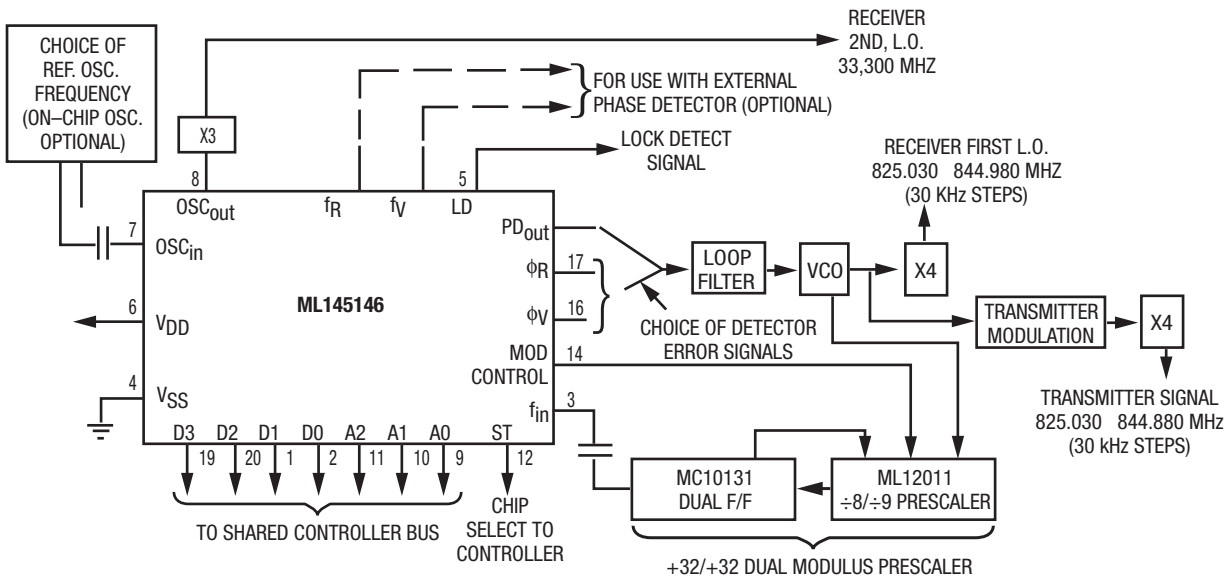 CHOICE OF
REF. OSC.
FREQUENCY
(ON–CHIP OSC.
OPTIONAL)
RECEIVER
2ND, L.O.
33,300 MHZ
FOR USE WITH EXTERNAL
PHASE DETECTOR (OPTIONAL)
X3
LOCK DETECT
SIGNAL
RECEIVER FIRST L.O.
825.030 844.980 MHZ
(30 KHz STEPS)
8
5
OSCout
fR
fV
LD
7
OSCin
PDout
ϕR
17
ϕV
16
LOOP
FILTER
VCO
X4
ML145146
6
VDD
CHOICE OF DETECTOR
ERROR SIGNALS
TRANSMITTER
MODULATION
X4
MOD
CONTROL
14
4
VSS
fin
3
TRANSMITTER SIGNAL
825.030 844.880 MHz
(30 kHz STEPS)
D3 D2 D1 D0 A2 A1 A0 ST
19 20 1 2 11 10 9 12
MC10131
DUAL F/F
ML12011
÷8/÷9 PRESCALER
TO SHARED CONTROLLER BUS
CHIP
SELECT TO
CONTROLLER
+32/+32 DUAL MODULUS PRESCALER